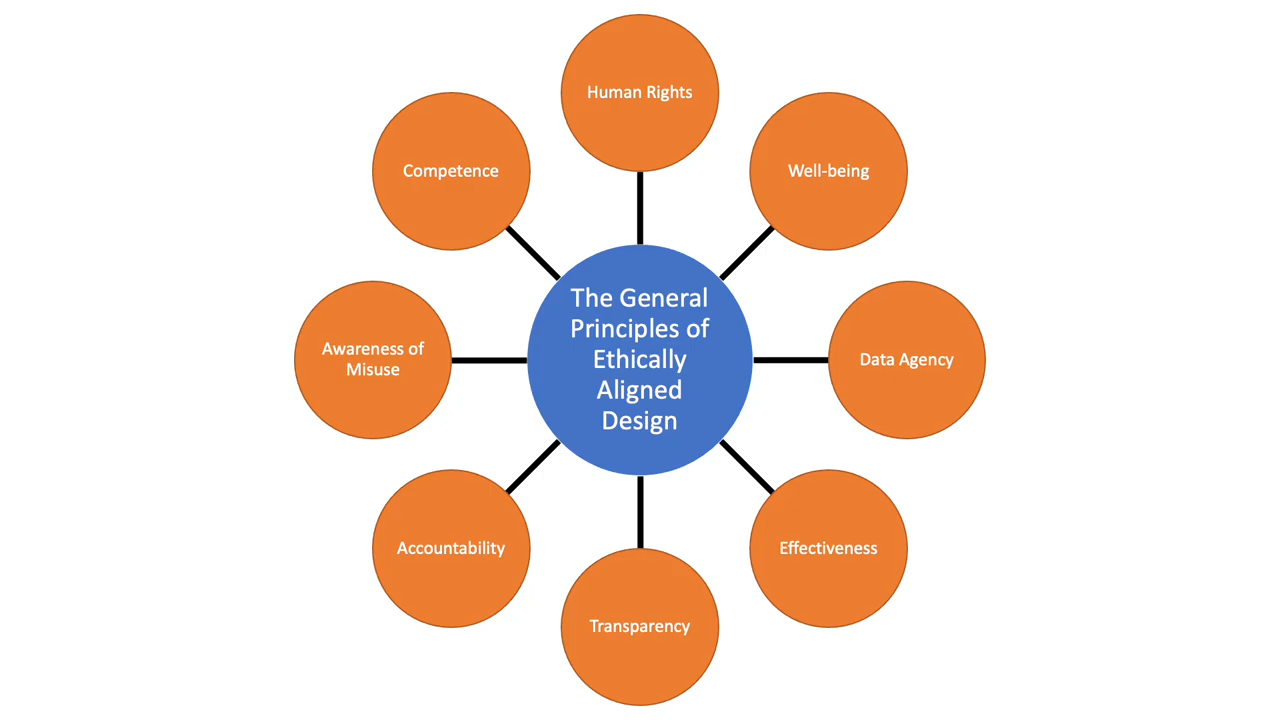 Human Rights
Competence
Well-being
The General
Principles of
Ethically
Aligned
Design
Awareness of
Misuse
Data Agency
Accountability
Effectiveness
Transparency